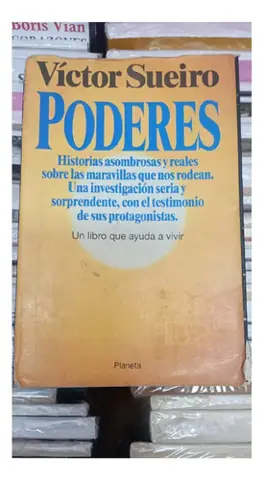 Boris Vian
CORAZONES
Víctor Sueiro
PODERES
Historias asombrosas y reales
sobre las maravillas que nos rodean.
Una investigación seria y
sorprendente, con el testimonio
de sus protagonistas.
Un libro que ayuda a vivir
Planeta